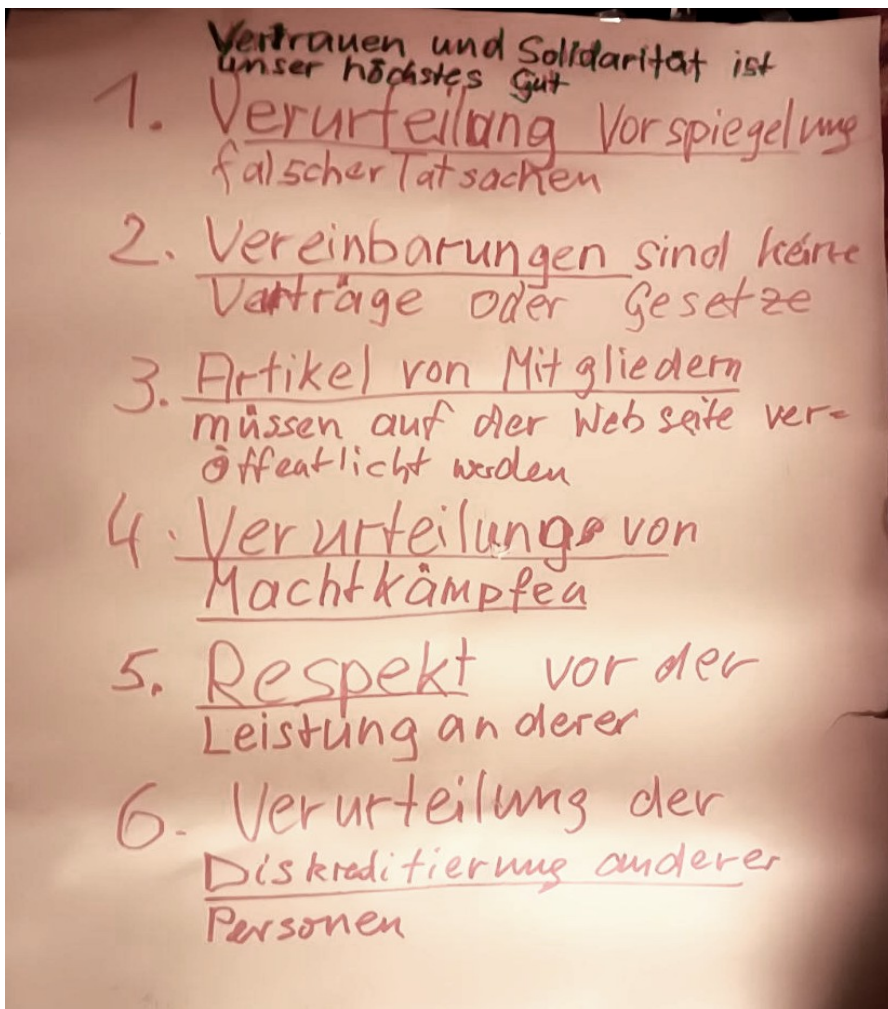 Vertrauen und Solidarität ist
unser höchstes Gut
1. Verurteilung Vorspiegelung
falscher Tatsachen
2. Vereinbarungen sind keine
Verträge oder Gesetze
3. Artikel von Mitgliedern
müssen auf der Webseite ver=
öffentlicht werden
4. Verurteilung von
Machtkämpfen
5. Respekt vor der
Leistung anderer
6. Verurteilung der
Diskreditierung anderer
Personen